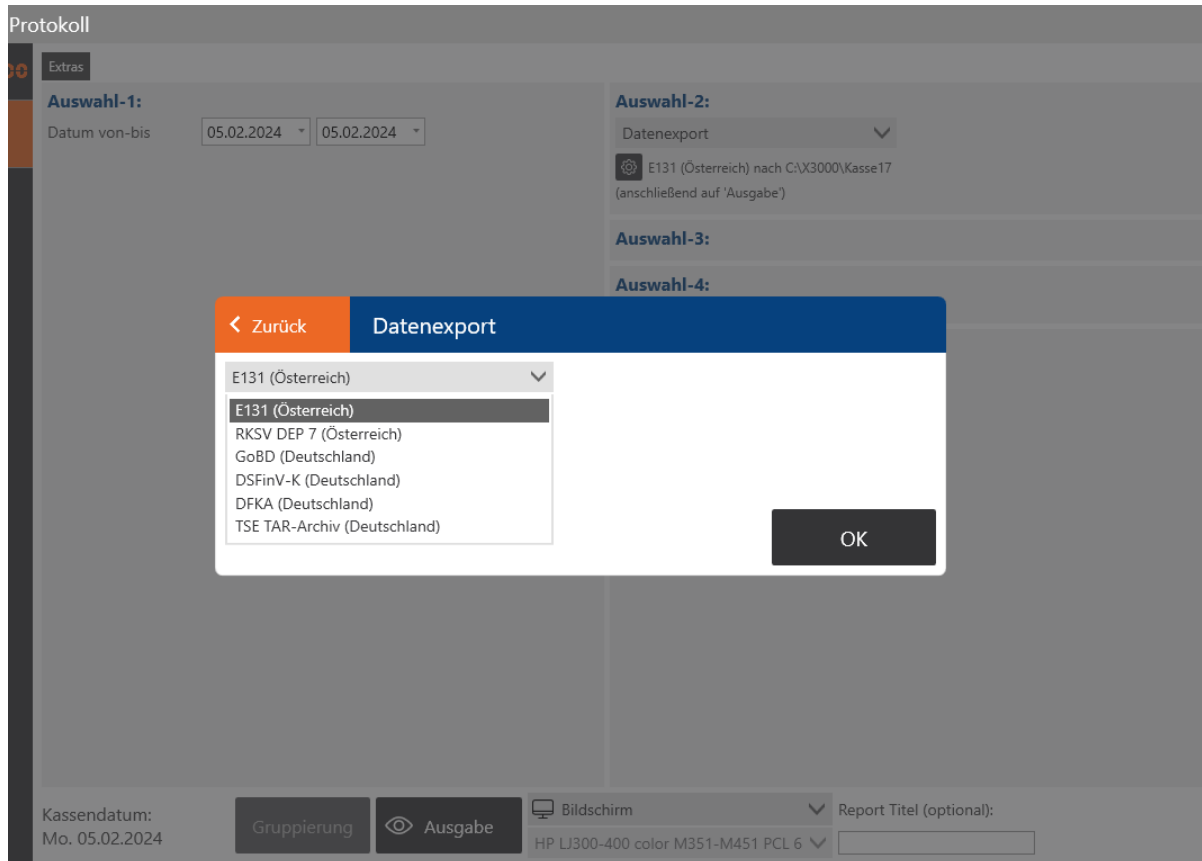 Protokoll
00
Extras
Auswahl-1:
Datum von-bis
05.02.2024
05.02.2024
Auswahl-2:
Datenexport
E131 (Österreich) nach C:\X3000\Kasse17
(anschließend auf 'Ausgabe')
Auswahl-3:
Auswahl-4:
Zurück
Datenexport
E131 (Österreich)
E131 (Österreich)
RKSV DEP 7 (Österreich)
GoBD (Deutschland)
DSFinV-K (Deutschland)
DFKA (Deutschland)
TSE TAR-Archiv (Deutschland)
OK
Kassendatum:
Mo. 05.02.2024
Gruppierung
Ausgabe
Bildschirm
HP LJ300-400 color M351-M451 PCL 6
Report Titel (optional):